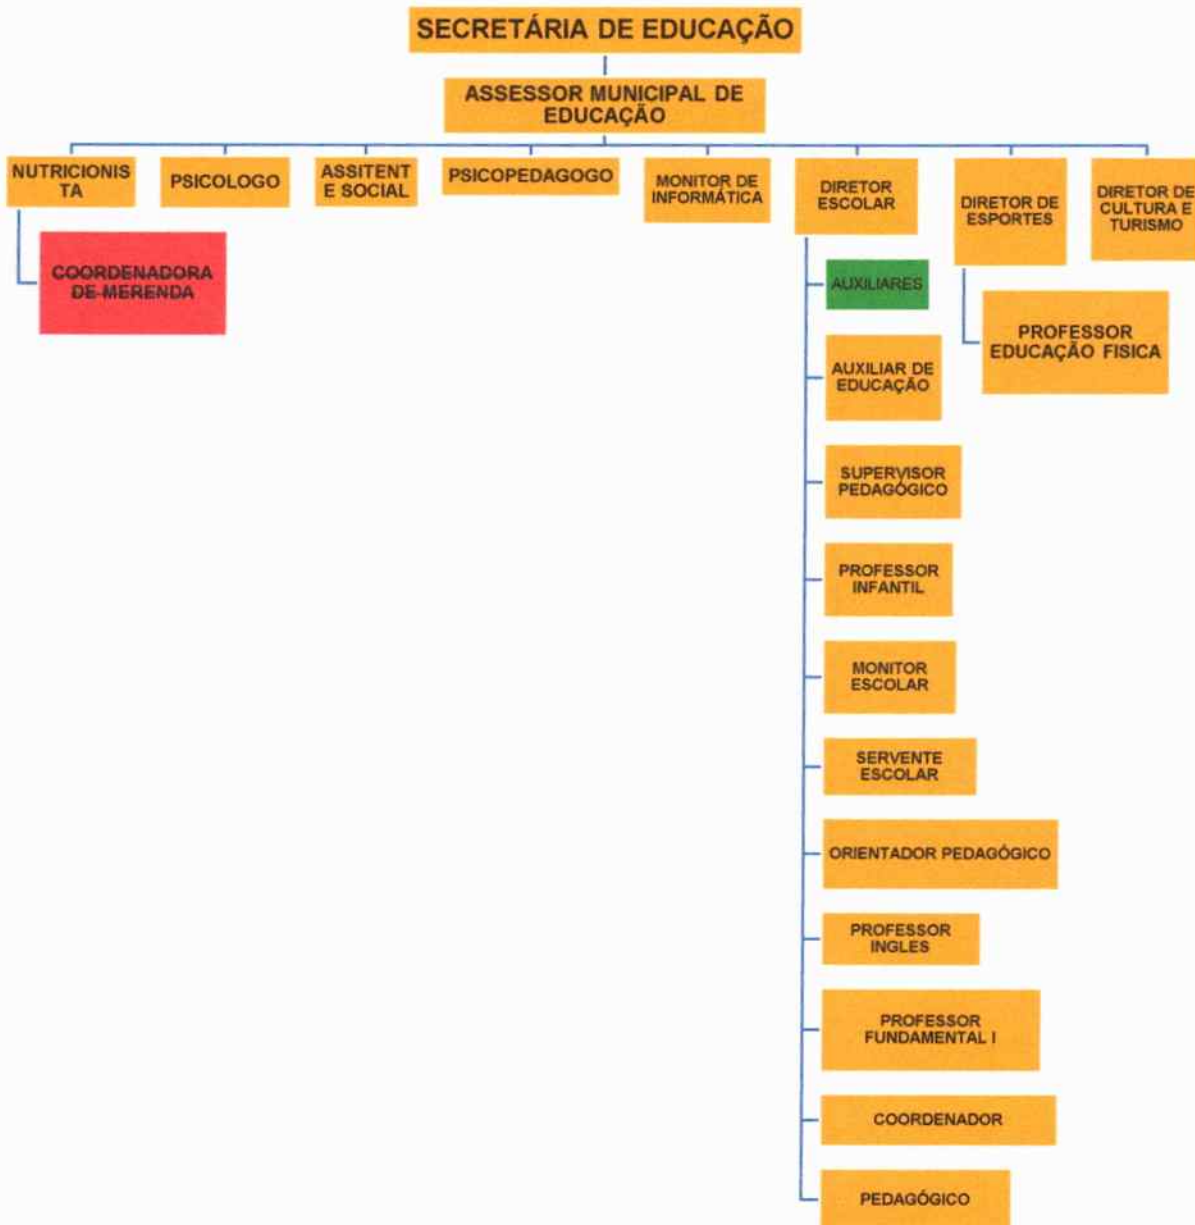 SECRETÁRIA DE EDUCAÇÃO
ASSESSOR MUNICIPAL DE
EDUCAÇÃO
NUTRICIONIS
TA
PSICOLOGO
ASSITENT
E SOCIAL
PSICOPEDAGOGO
MONITOR DE
INFORMÁTICA
DIRETOR
ESCOLAR
DIRETOR DE
ESPORTES
DIRETOR DE
CULTURA E
TURISMO
COORDENADORA
DE MERENDA
AUXILIARES
PROFESSOR
EDUCAÇÃO FISICA
AUXILIAR DE
EDUCAÇÃO
SUPERVISOR
PEDAGÓGICO
PROFESSOR
INFANTIL
MONITOR
ESCOLAR
SERVENTE
ESCOLAR
ORIENTADOR PEDAGÓGICO
PROFESSOR
INGLES
PROFESSOR
FUNDAMENTAL I
COORDENADOR
PEDAGÓGICO